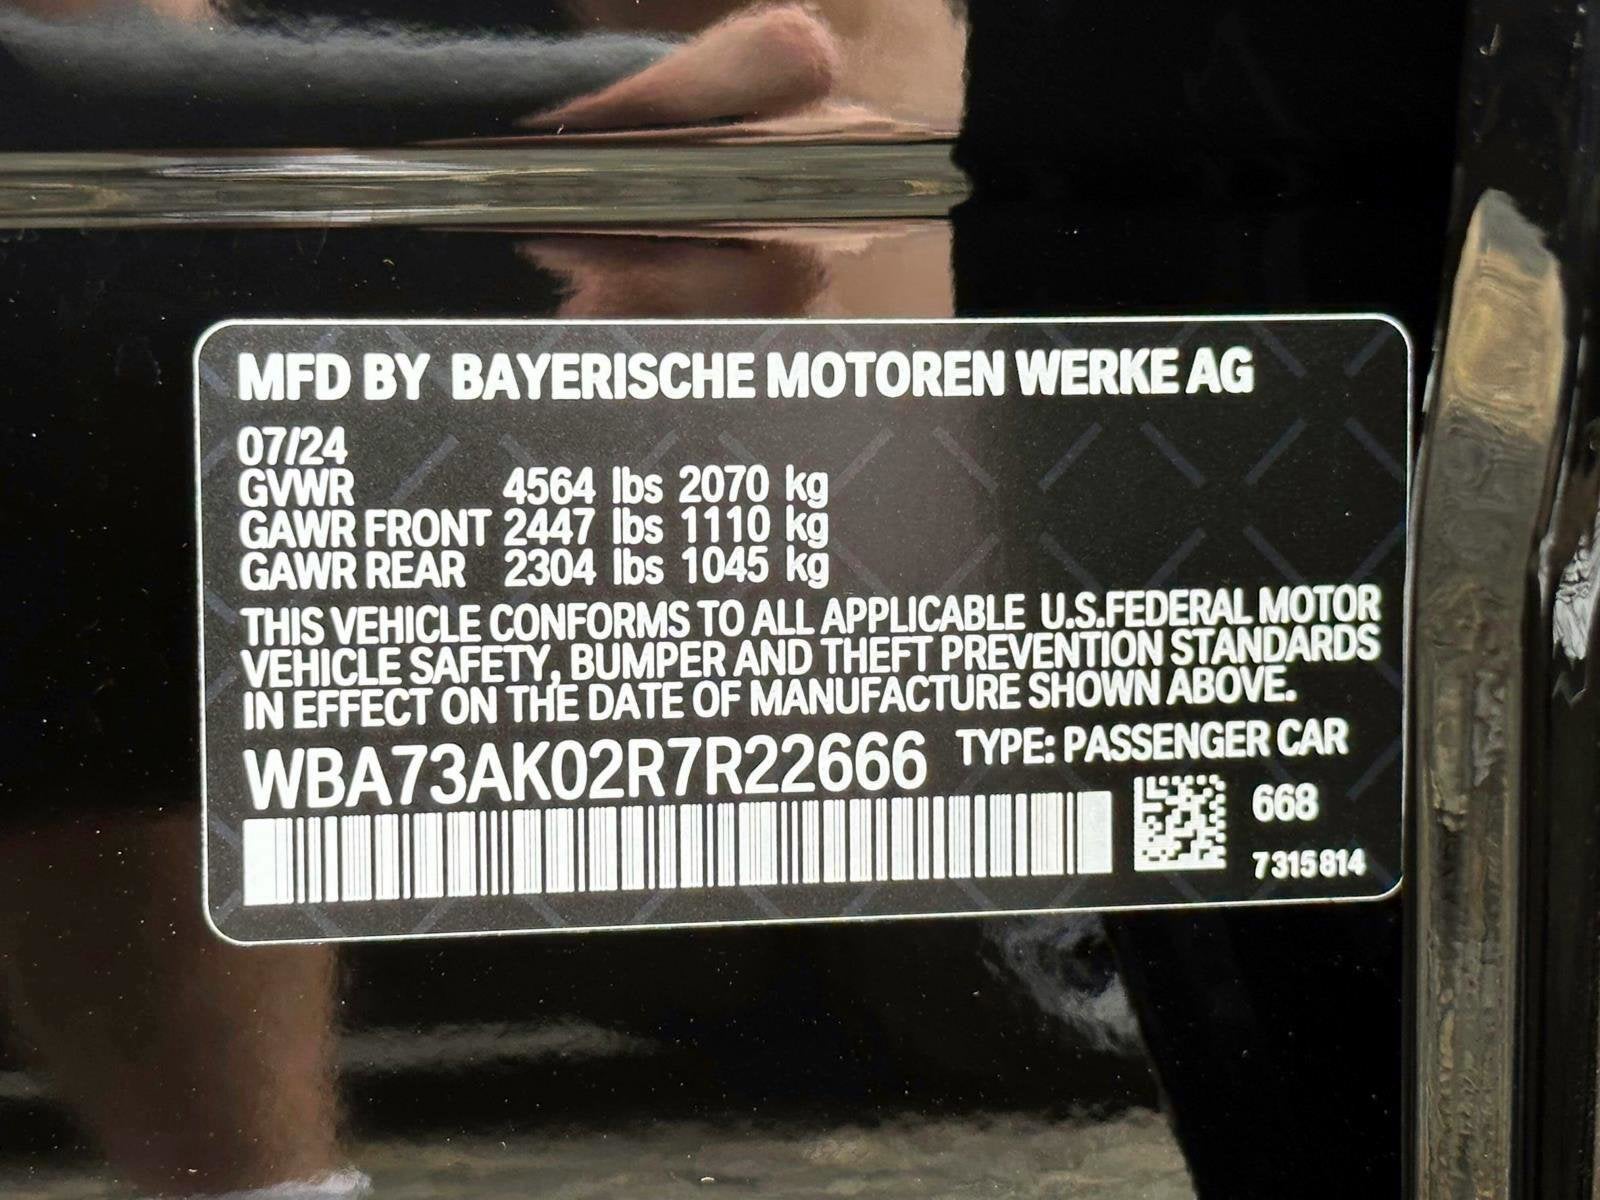 MFD BY BAYERISCHE MOTOREN WERKE AG
07/24
GVWR 4564 lbs 2070 kg
GAWR FRONT 2447 lbs 1110 kg
GAWR REAR 2304 lbs 1045 kg
THIS VEHICLE CONFORMS TO ALL APPLICABLE U.S.FEDERAL MOTOR
VEHICLE SAFETY, BUMPER AND THEFT PREVENTION STANDARDS
IN EFFECT ON THE DATE OF MANUFACTURE SHOWN ABOVE.
WBA73AK02R7R22666 TYPE: PASSENGER CAR
668
7315814